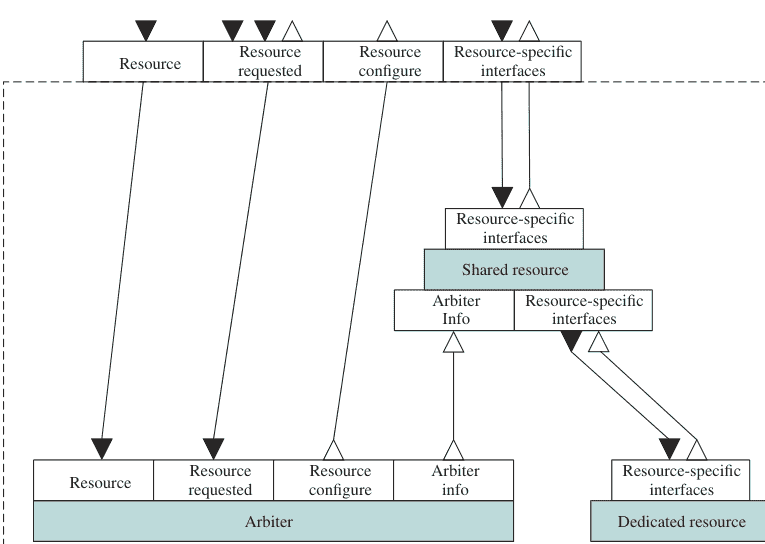 Resource
Resource
requested
Resource
configure
Resource-specific
interfaces
Resource-specific
interfaces
Shared resource
Arbiter
Info
Resource-specific
interfaces
Resource
Resource
requested
Resource
configure
Arbiter
info
Resource-specific
interfaces
Arbiter
Dedicated resource